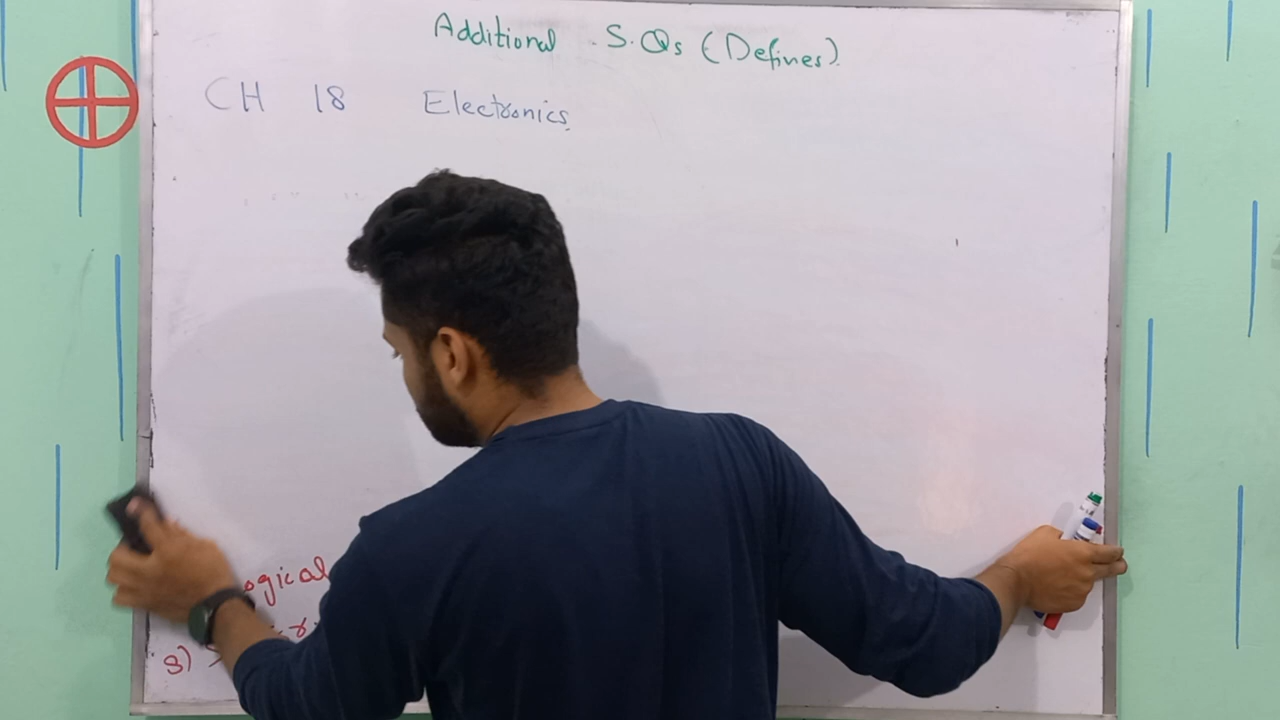 Additional S.Qs (Defines).
CH 18 Electronics
ogical
8)